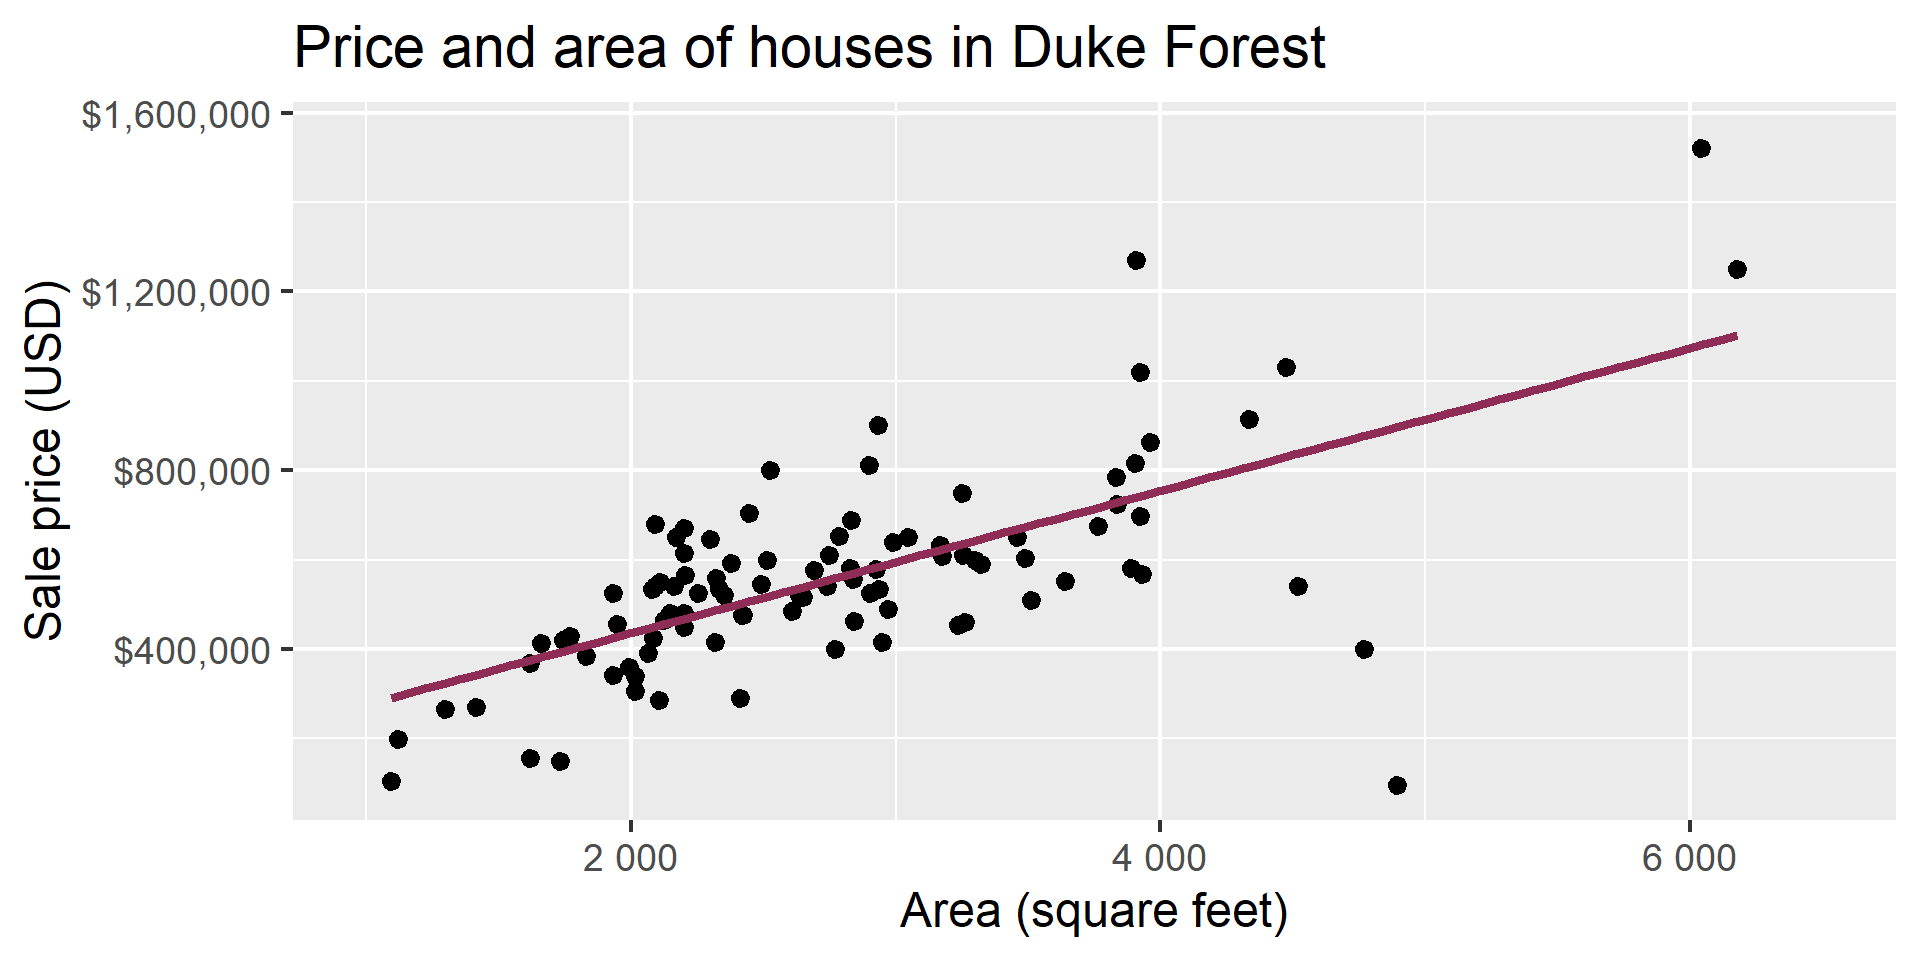 Price and area of houses in Duke Forest
Sale price (USD)
$1,600,000
$1,200,000
$800,000
$400,000
2 000 4 000 6 000
Area (square feet)